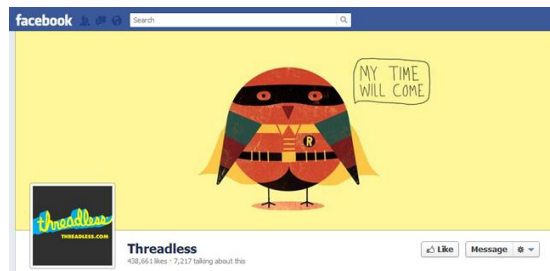 facebook
Search
MY TIME
WILL COME
R
threadless
THREADLESS.COM
Threadless
438,661 likes · 7,217 talking about this
Like
Message